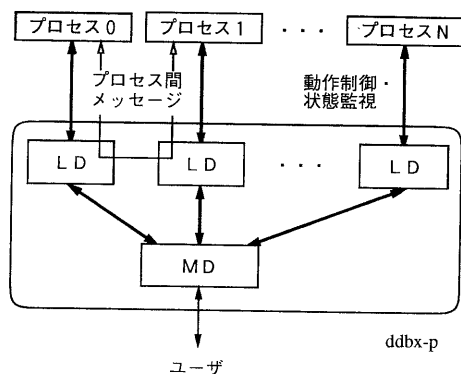 プロセス0 プロセス1 ・・・ プロセスN
プロセス間
メッセージ
動作制御・
状態監視
LD LD ・・・ LD
MD
ddbx-p
ユーザ